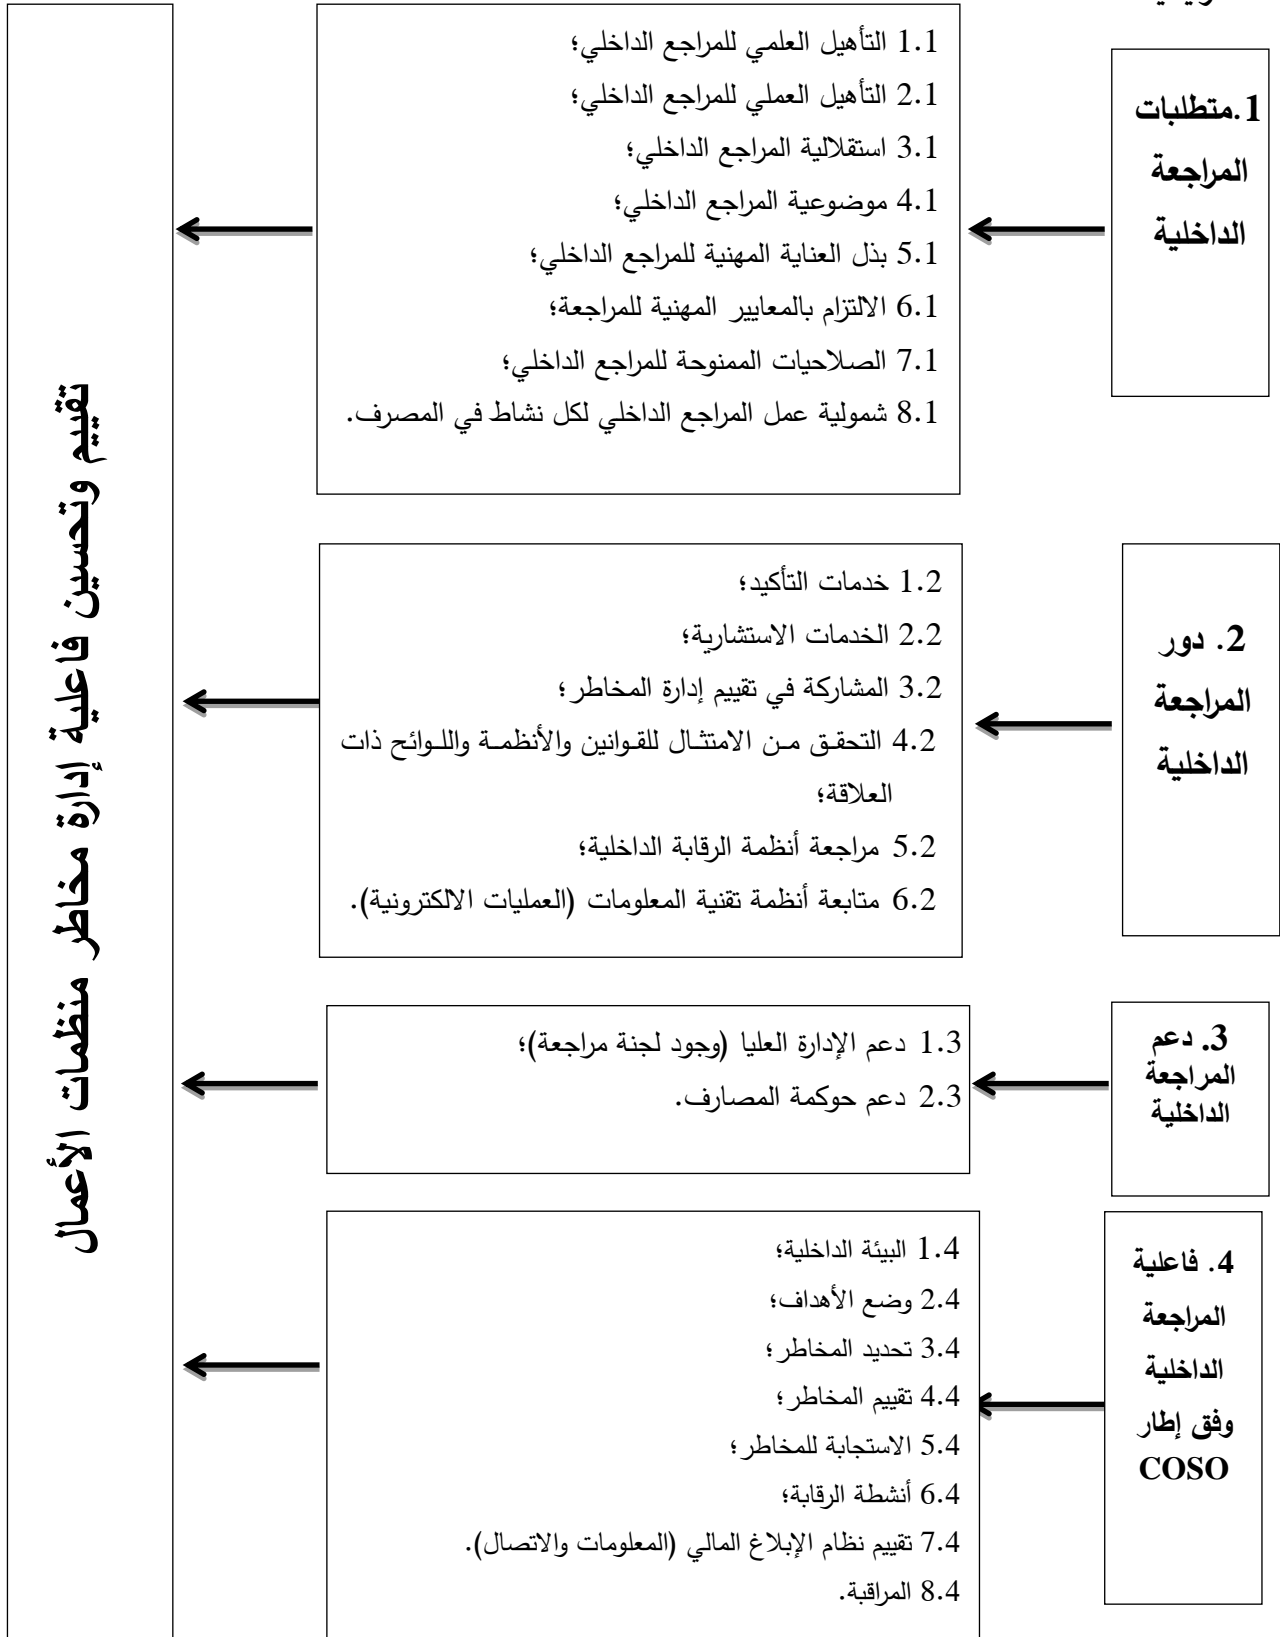 1.متطلبات
المراجعة
الداخلية
1.1 التأهيل العلمي للمراجع الداخلي؛
2.1 التأهيل العملي للمراجع الداخلي؛
3.1 استقلالية المراجع الداخلي؛
4.1 موضوعية المراجع الداخلي؛
5.1 بذل العناية المهنية للمراجع الداخلي؛
6.1 الالتزام بالمعايير المهنية للمراجعة؛
7.1 الصلاحيات الممنوحة للمراجع الداخلي؛
8.1 شمولية عمل المراجع الداخلي لكل نشاط في المصرف.
2. دور
المراجعة
الداخلية
1.2 خدمات التأكيد؛
2.2 الخدمات الاستشارية؛
3.2 المشاركة في تقييم إدارة المخاطر؛
4.2 التحقق من الامتثال للقوانين والأنظمة واللوائح ذات
العلاقة؛
5.2 مراجعة أنظمة الرقابة الداخلية؛
6.2 متابعة أنظمة تقنية المعلومات (العمليات الالكترونية).
3. دعم
المراجعة
الداخلية
1.3 دعم الإدارة العليا (وجود لجنة مراجعة)؛
2.3 دعم حوكمة المصارف.
4. فاعلية
المراجعة
الداخلية
وفق إطار
COSO
1.4 البيئة الداخلية؛
2.4 وضع الأهداف؛
3.4 تحديد المخاطر؛
4.4 تقييم المخاطر؛
5.4 الاستجابة للمخاطر؛
6.4 أنشطة الرقابة؛
7.4 تقييم نظام الإبلاغ المالي (المعلومات والاتصال).
8.4 المراقبة.
تقييم وتحسين فاعلية إدارة مخاطر منظمات الأعمال